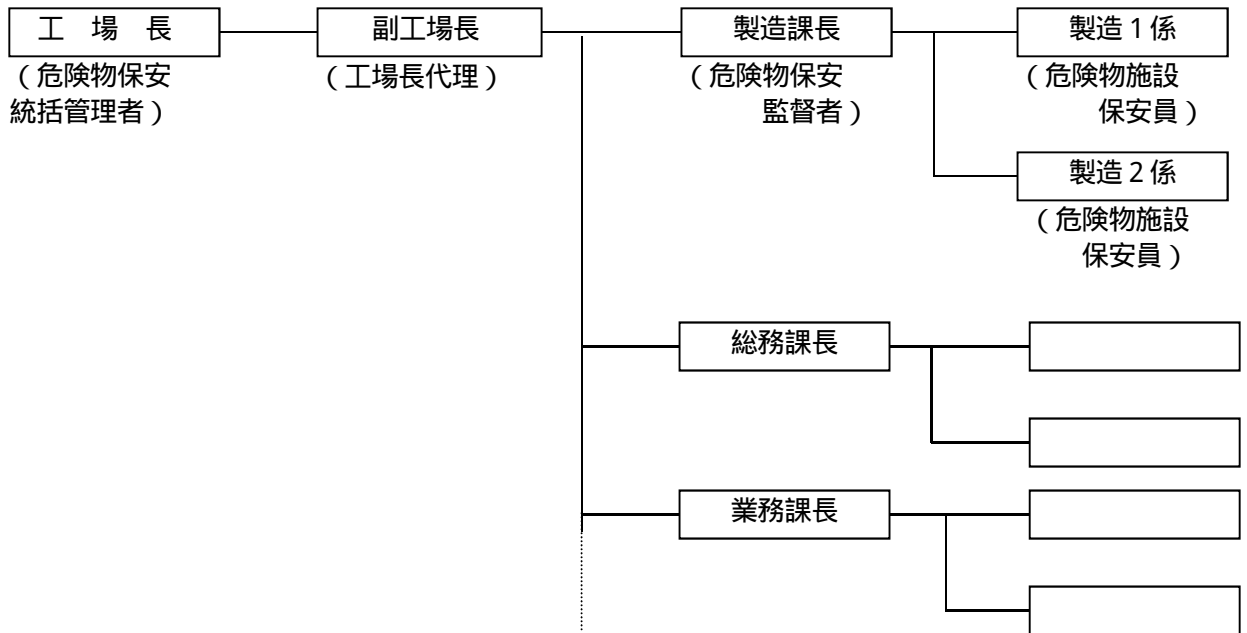 工 場 長
副工場長
製造課長
製造1係
(危険物保安
統括管理者)
(工場長代理)
(危険物保安
監督者)
(危険物施設
保安員)
製造2係
(危険物施設
保安員)
総務課長
業務課長